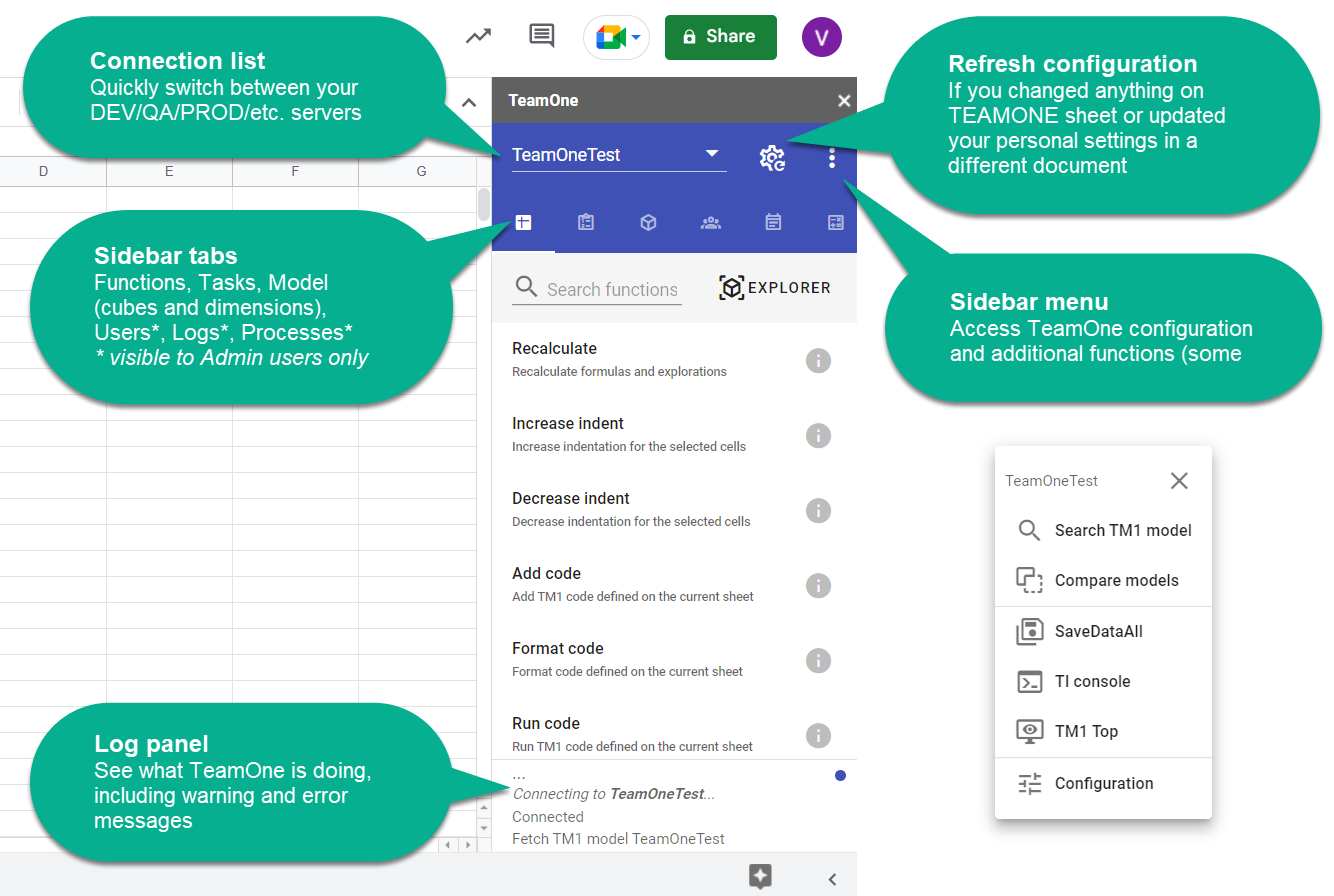 Connection list
Quickly switch between your
DEV/QA/PROD/etc. servers
Share
V
Refresh configuration
If you changed anything on
TEAMONE sheet or updated
your personal settings in a
different document
TeamOne
TeamOneTest
D
E
F
G
Sidebar tabs
Functions, Tasks, Model
(cubes and dimensions),
Users*, Logs*, Processes*
* visible to Admin users only
Search functions
EXPLORER
Sidebar menu
Access TeamOne configuration
and additional functions (some
Recalculate
Recalculate formulas and explorations
Increase indent
Increase indentation for the selected cells
Decrease indent
Decrease indentation for the selected cells
Add code
Add TM1 code defined on the current sheet
Format code
Format code defined on the current sheet
Run code
Run TM1 code defined on the current sheet
TeamOneTest
Search TM1 model
Compare models
SaveDataAll
TI console
TM1 Top
Configuration
Log panel
See what TeamOne is doing,
including warning and error
messages
...
Connecting to TeamOneTest...
Connected
Fetch TM1 model TeamOneTest